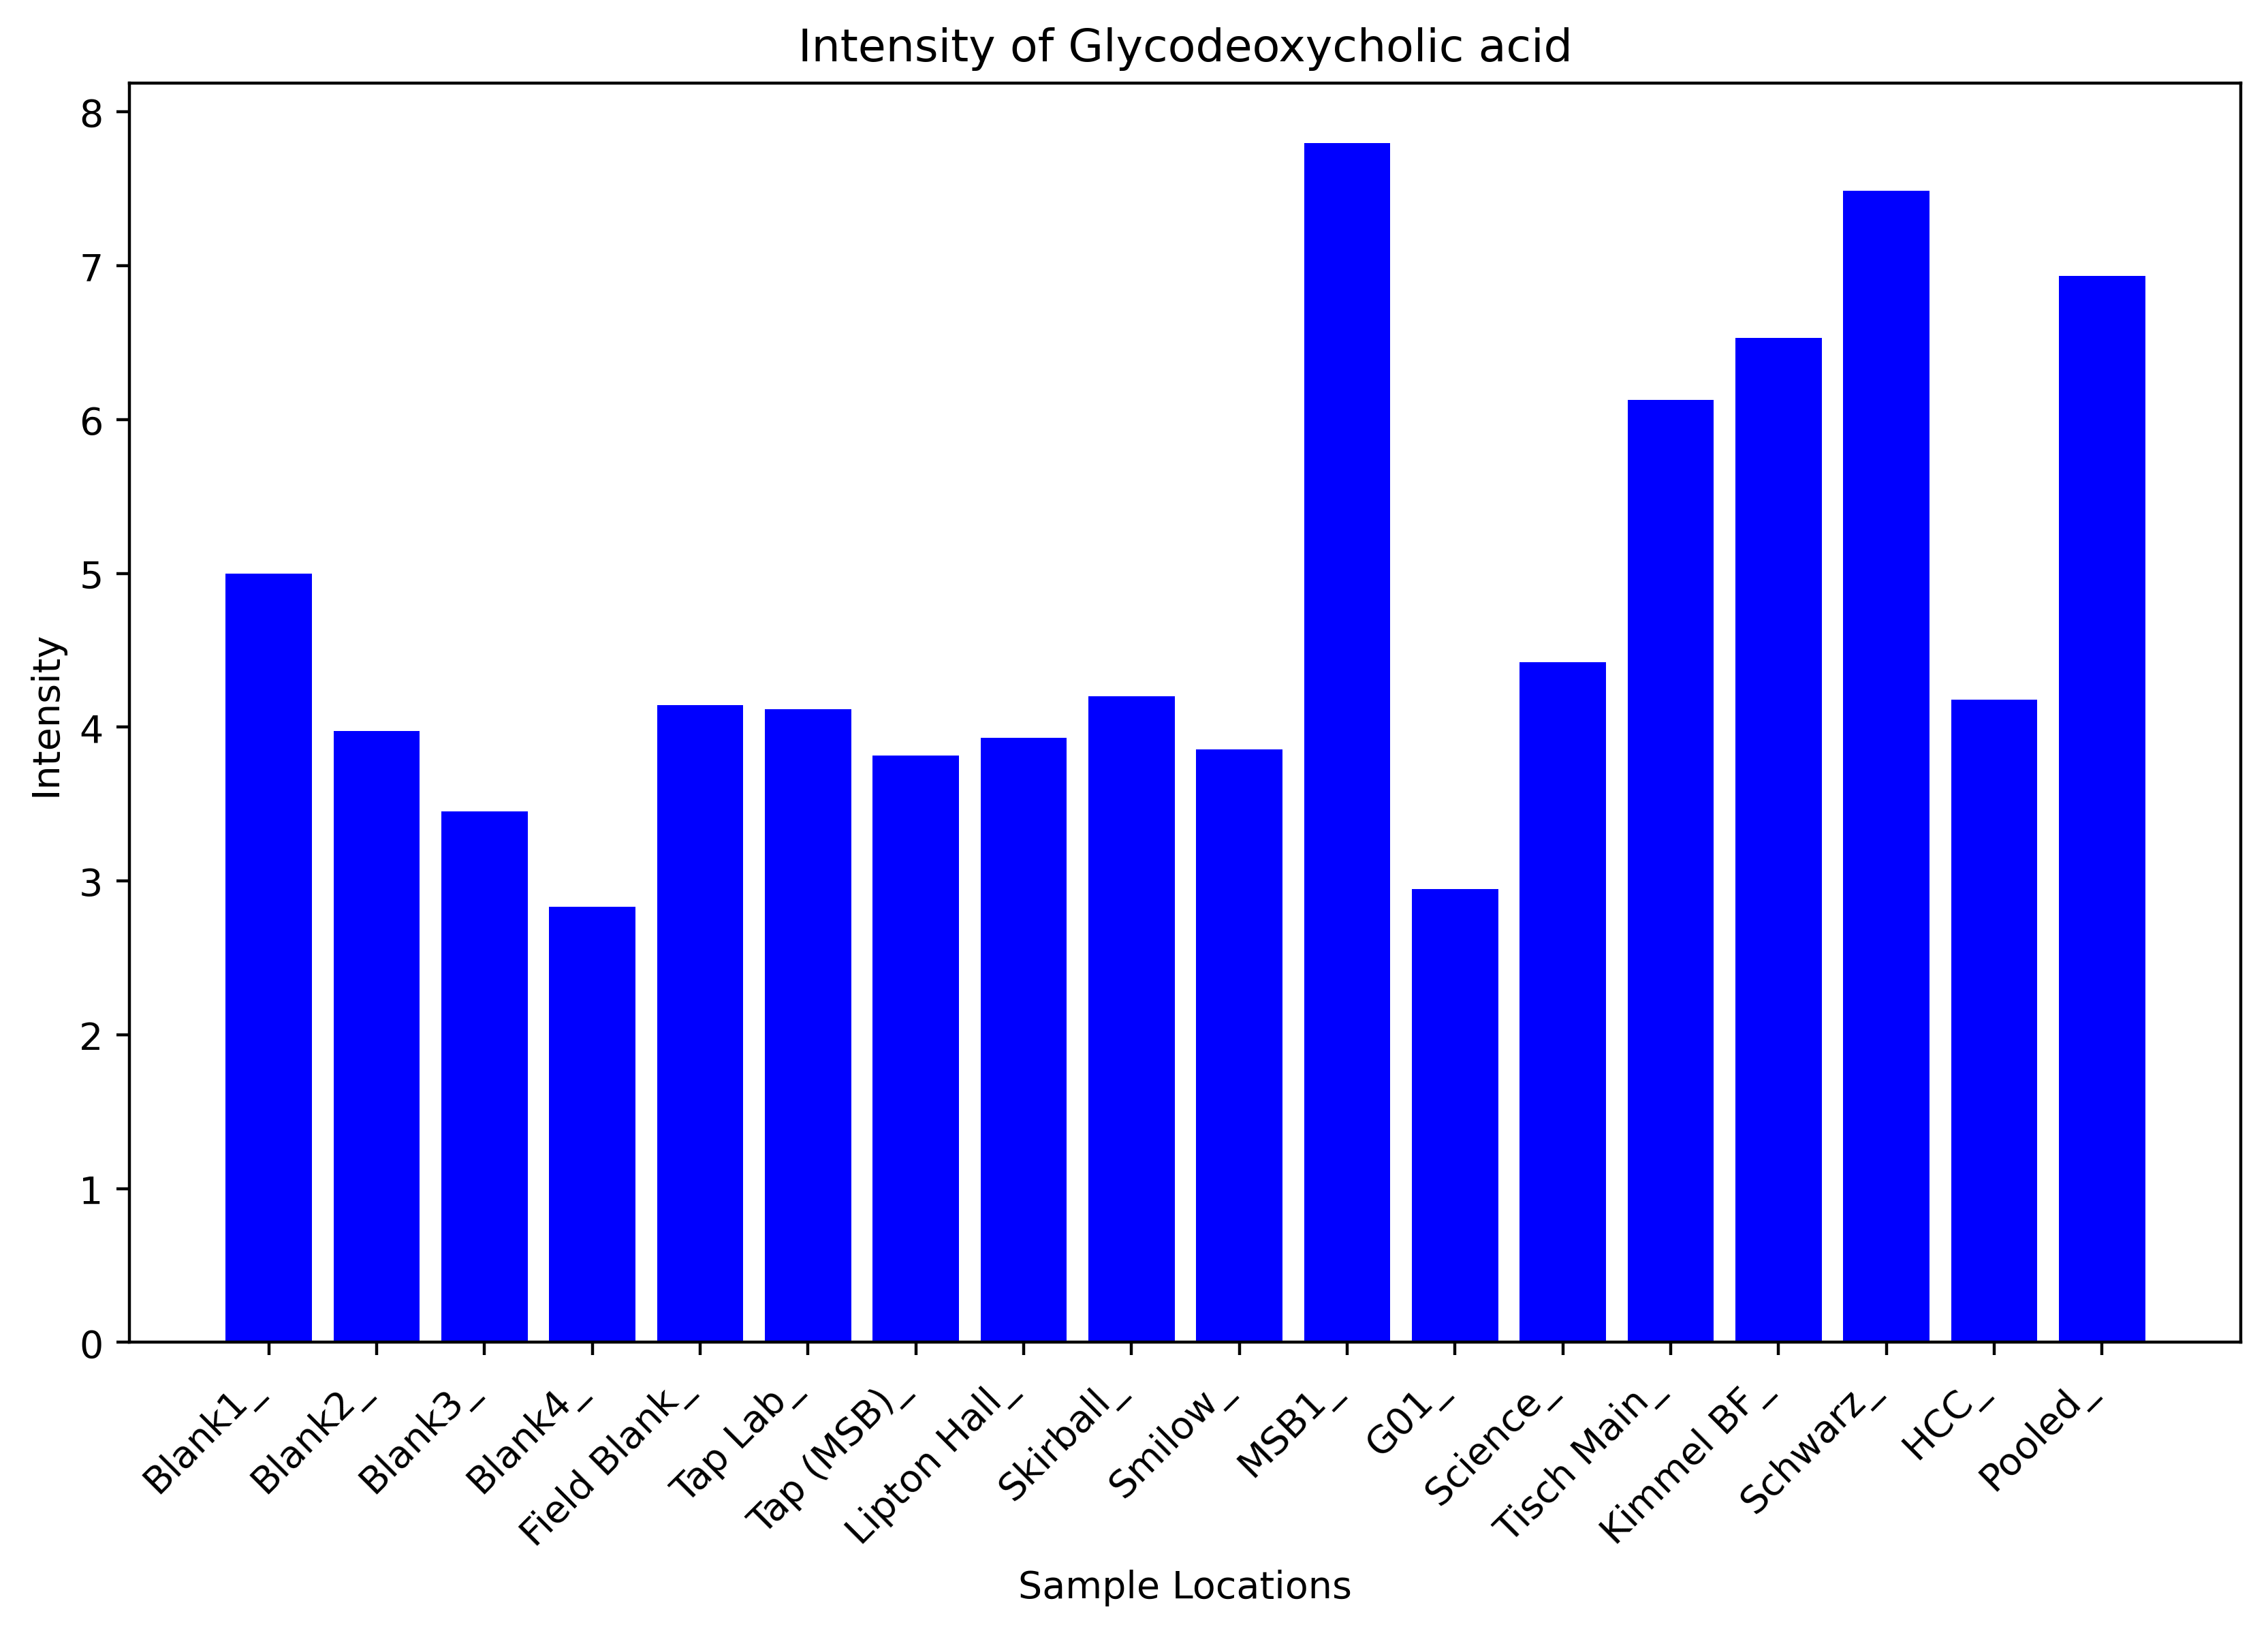 Intensity of Glycodeoxycholic acid
8
7
6
5
4
3
2
1
0
Intensity
Blank1_
Blank2_
Blank3_
Blank4_
Field Blank_
Tap Lab_
Tap (MSB)_
Lipton Hall_
Skirball_
Smilow_
MSB1_
G01_
Science_
Tisch Main_
Kimmel BF_
Schwarz_
HCC_
Pooled_
Sample Locations